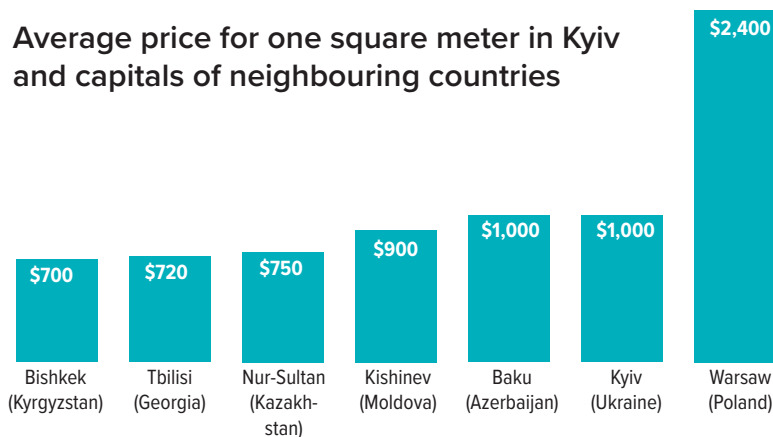 Average price for one square meter in Kyiv
and capitals of neighbouring countries
$700
$720
$750
$900
$1,000
$1,000
$2,400
Bishkek
(Kyrgyzstan)
Tbilisi
(Georgia)
Nur-Sultan
(Kazakh-
stan)
Kishinev
(Moldova)
Baku
(Azerbaijan)
Kyiv
(Ukraine)
Warsaw
(Poland)